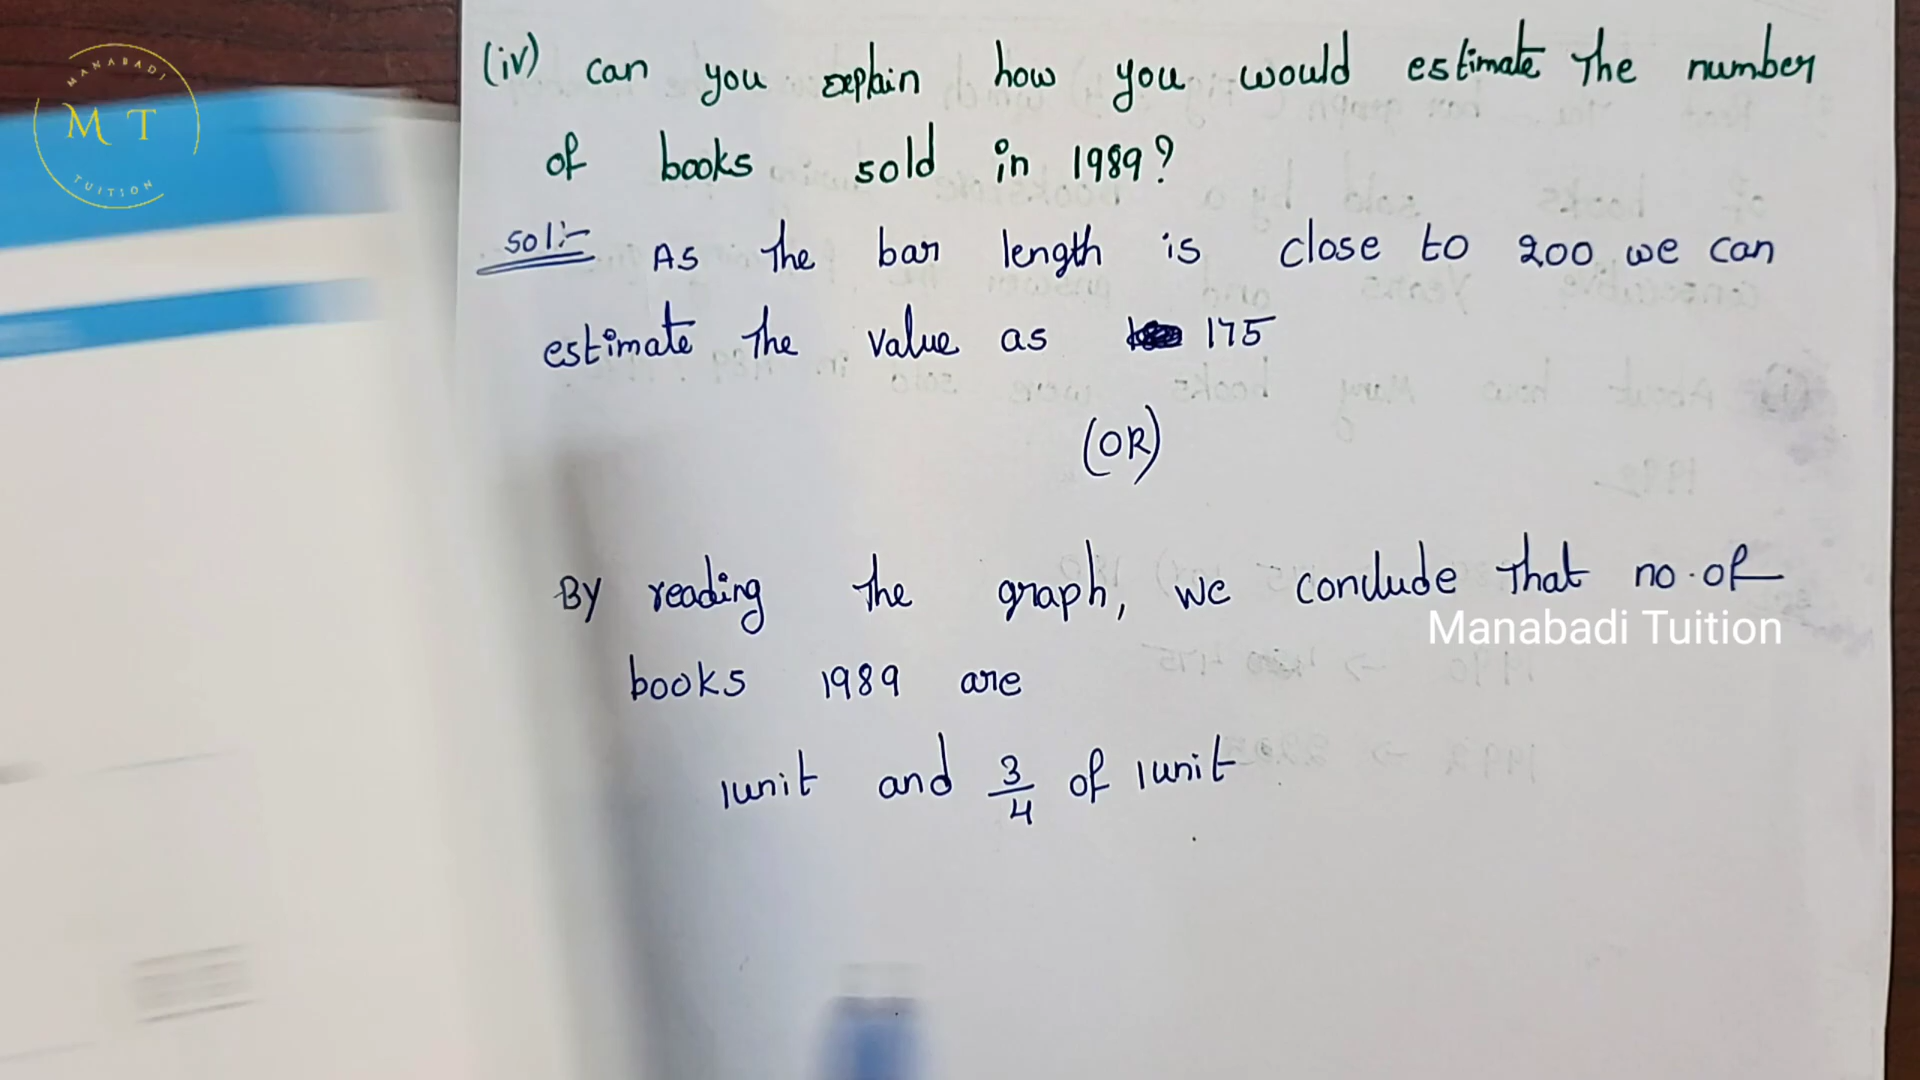 MANABADI
M T
TUITION
(iv) can you explain how you would estimate the number
of books sold in 1989?
sol:- As the bar length is close to 200 we can
estimate the value as 175
(OR)
By reading the graph, we conclude that no. of
Manabadi Tuition
books 1989 are
1unit and 3/4 of 1unit